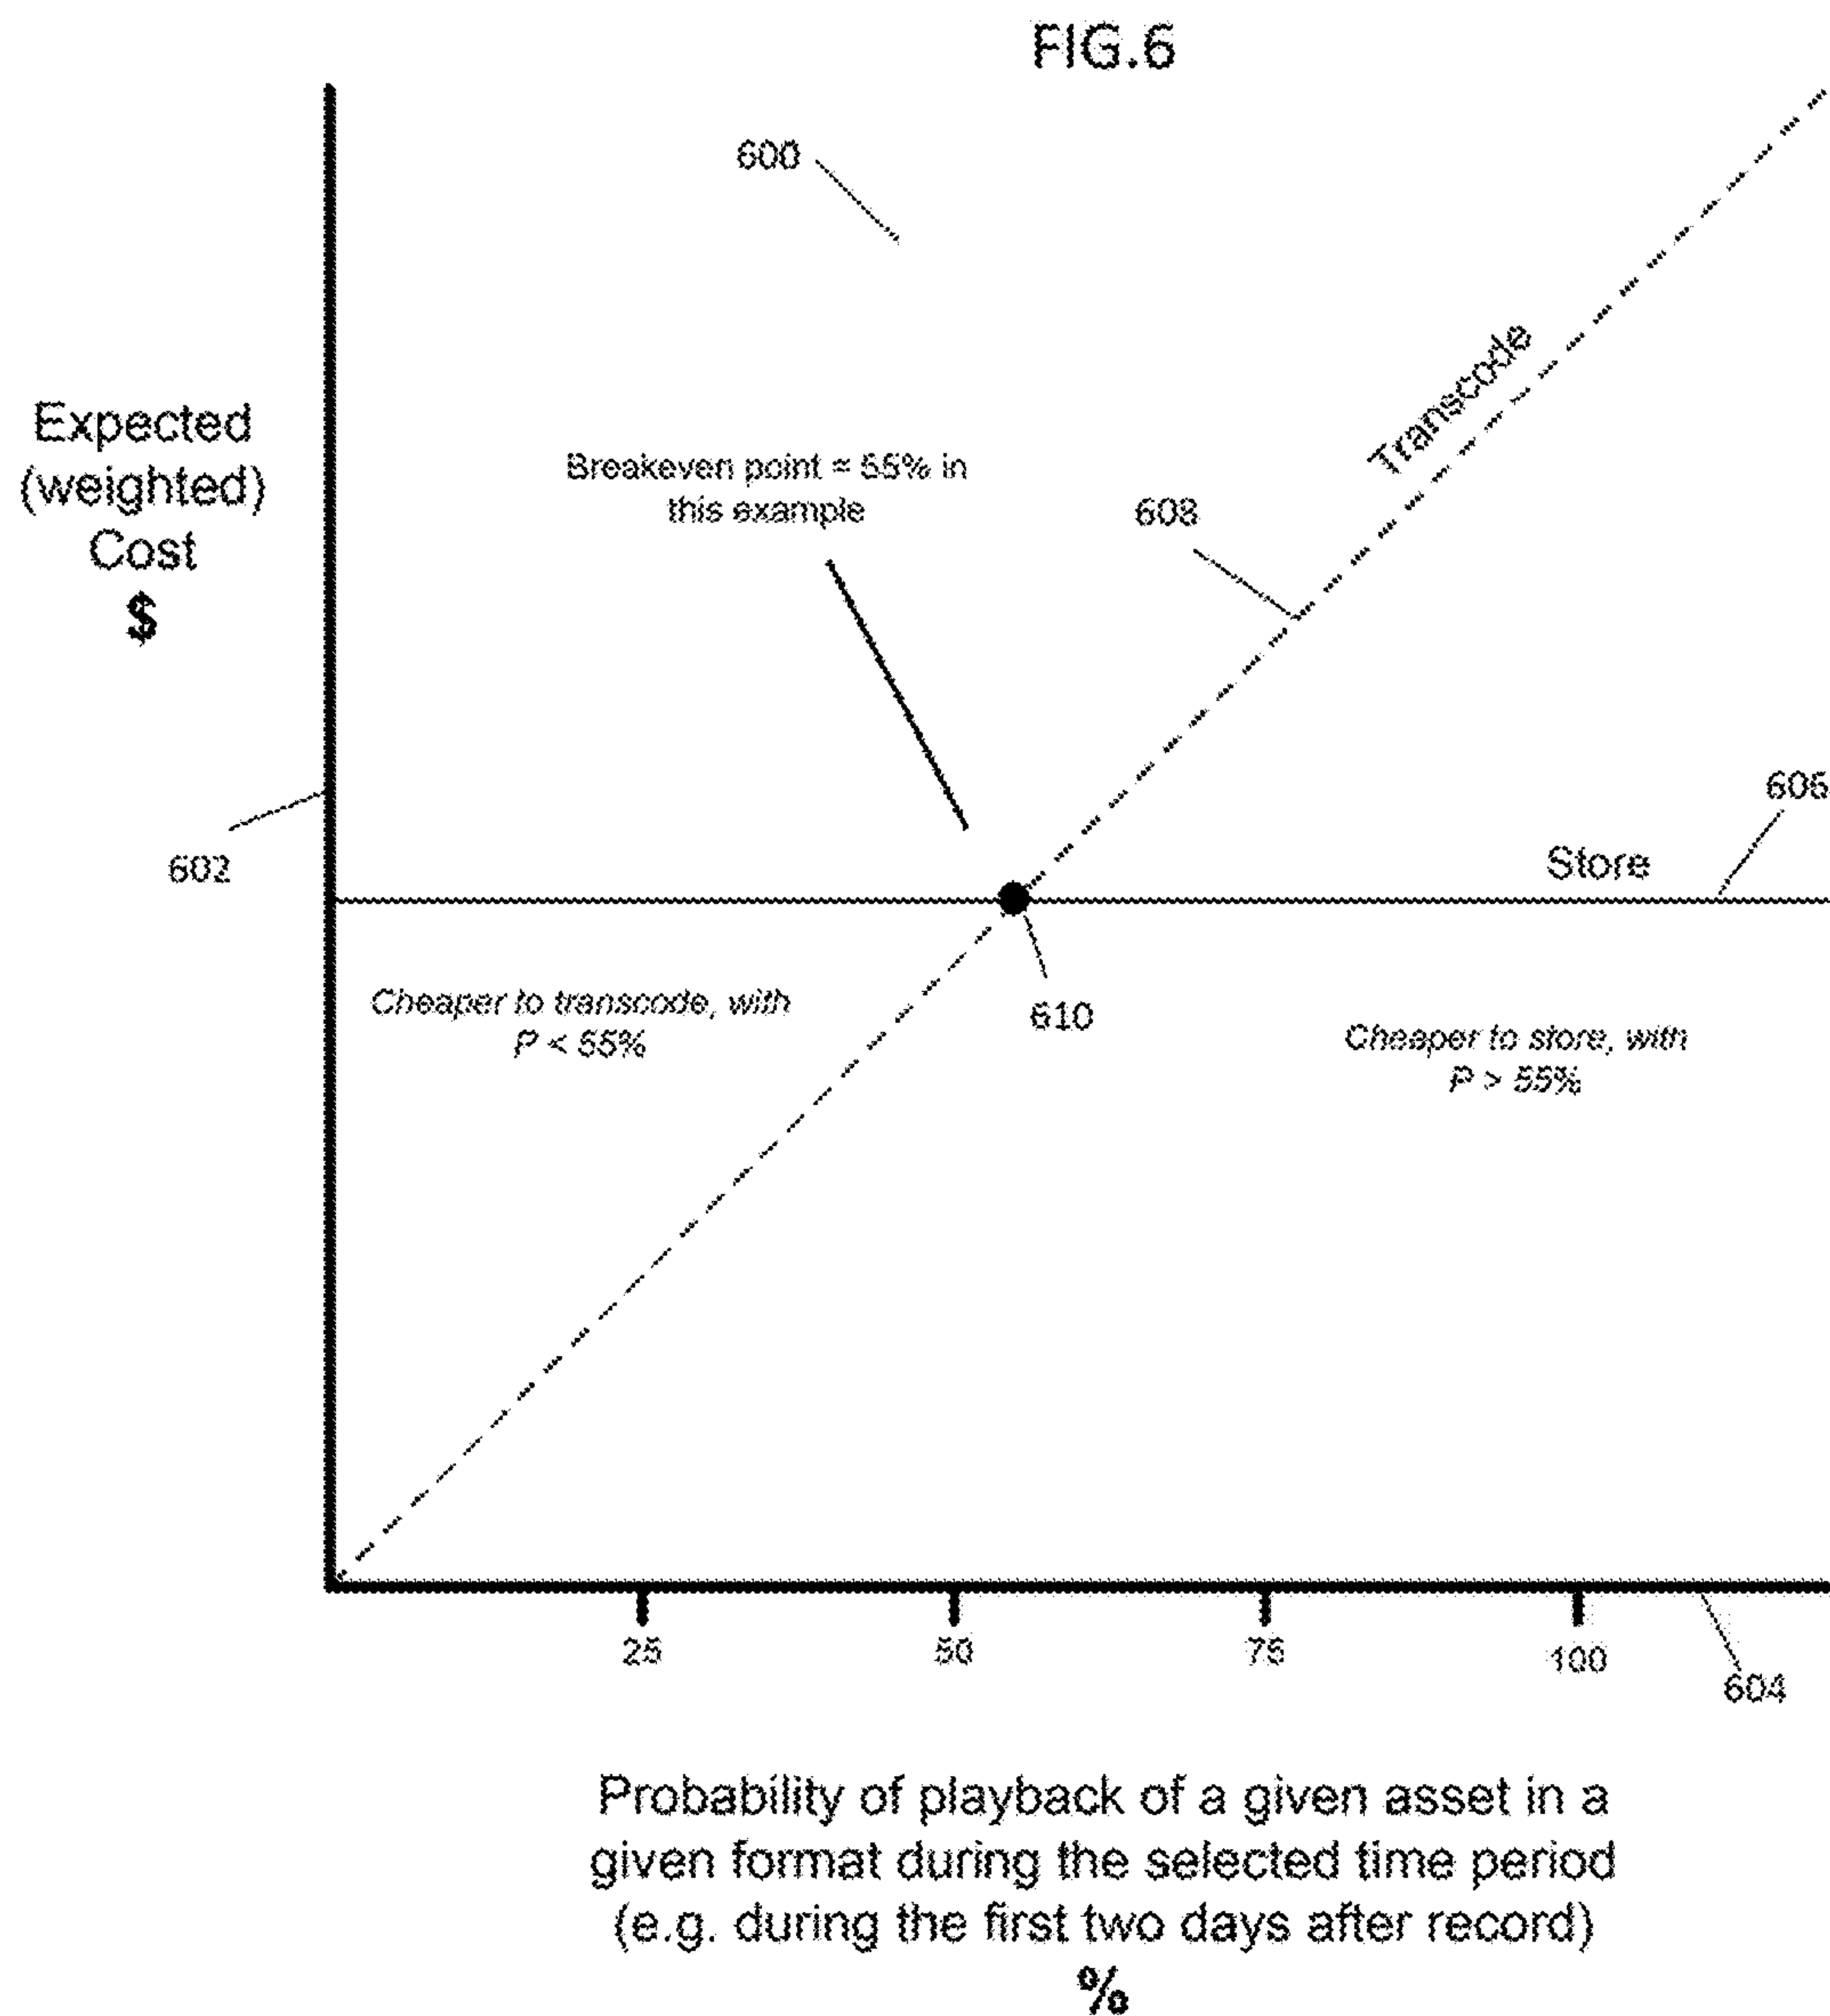 FIG.6
600
Expected
(weighted)
Cost
$
Transcode
Breakeven point = 55% in
this example
608
606
Store
602
Cheaper to transcode, with
P < 55%
610
Cheaper to store, with
P > 55%
25
50
75
100
604
Probability of playback of a given asset in a
given format during the selected time period
(e.g. during the first two days after record)
%